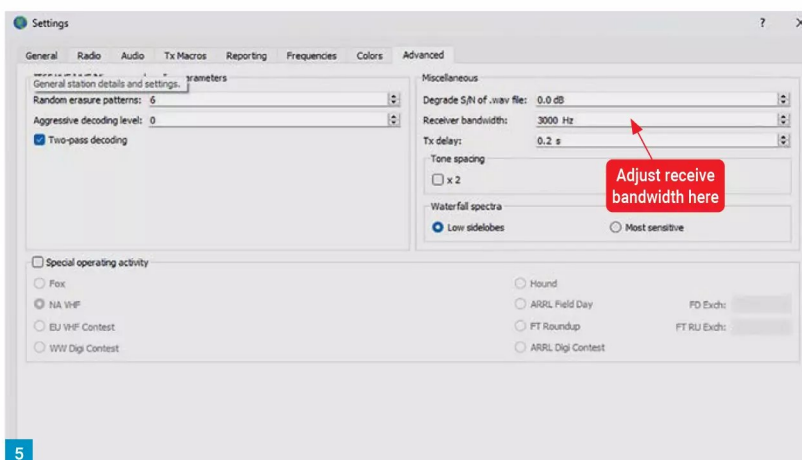 Settings
?
General Radio Audio Tx Macros Reporting Frequencies Colors Advanced
parameters
General station details and settings.
Random erasure patterns: 6
Aggressive decoding level: 0
Two-pass decoding
Miscellaneous
Degrade S/N of .wav file: 0.0 dB
Receiver bandwidth: 3000 Hz
Tx delay: 0.2 s
Tone spacing
x 2
Waterfall spectra
Low sidelobes Most sensitive
Adjust receive
bandwidth here
Special operating activity
Fox Hound
NA VHF ARRL Field Day FD Exch:
EU VHF Contest FT Roundup FT RU Exch:
WW Digi Contest ARRL Digi Contest
5